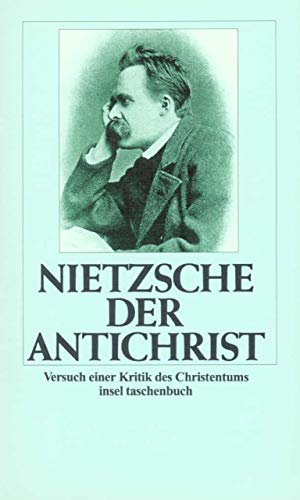 NIETZSCHE
DER
ANTICHRIST
Versuch einer Kritik des Christentums
insel taschenbuch